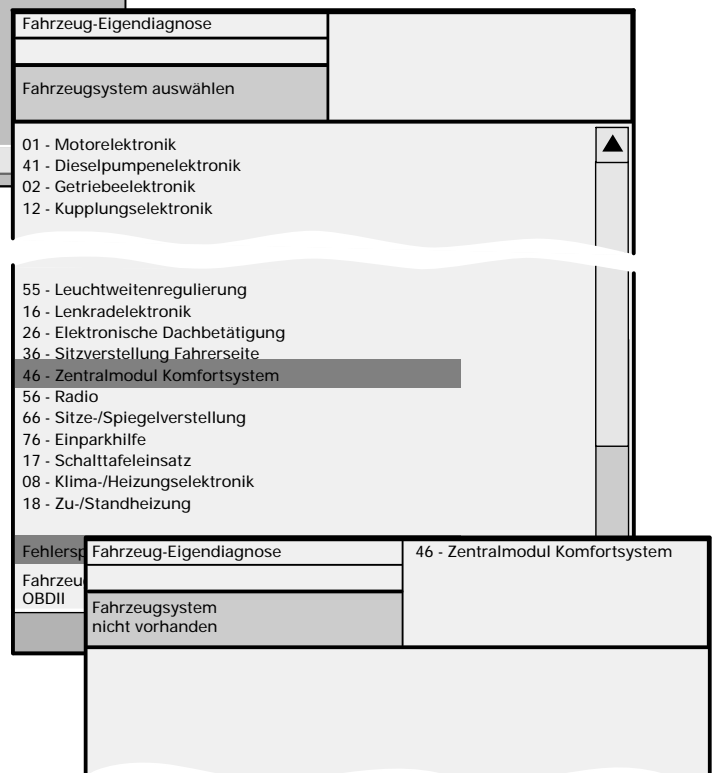 Fahrzeug-Eigendiagnose
Fahrzeugsystem auswählen
01 - Motorelektronik
41 - Dieselpumpenelektronik
02 - Getriebeelektronik
12 - Kupplungselektronik
55 - Leuchtweitenregulierung
16 - Lenkradelektronik
26 - Elektronische Dachbetätigung
36 - Sitzverstellung Fahrerseite
46 - Zentralmodul Komfortsystem
56 - Radio
66 - Sitze-/Spiegelverstellung
76 - Einparkhilfe
17 - Schalttafeleinsatz
08 - Klima-/Heizungselektronik
18 - Zu-/Standheizung
Fehlersp
Fahrzeu
OBDII
Fahrzeug-Eigendiagnose
46 - Zentralmodul Komfortsystem
Fahrzeugsystem
nicht vorhanden